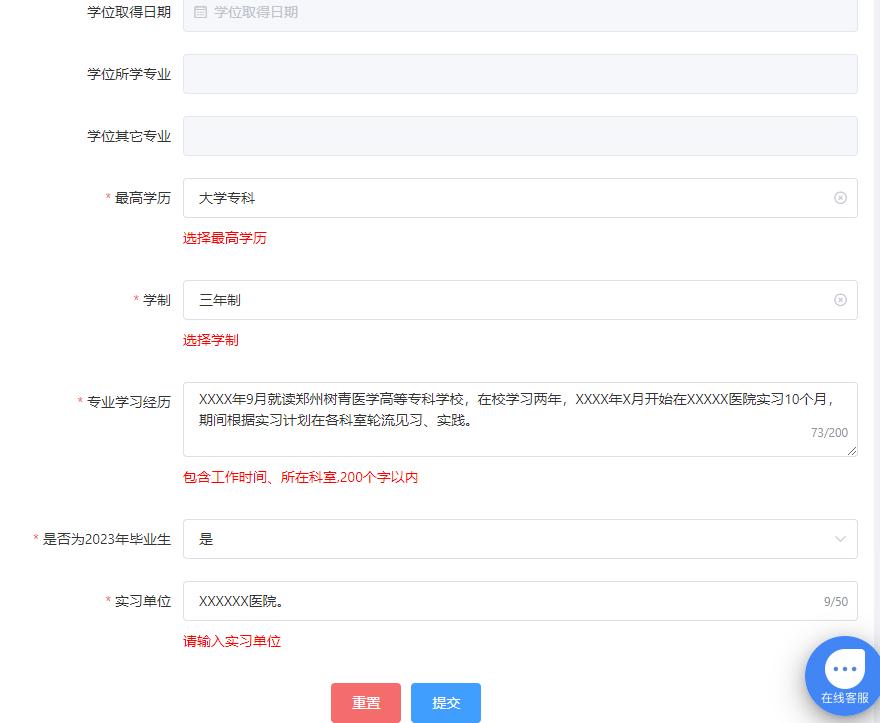 学位取得日期 学位取得日期
学位所学专业
学位其它专业
* 最高学历 大学专科
选择最高学历
* 学制 三年制
选择学制
* 专业学习经历 XXXX年9月就读郑州树青医学高等专科学校，在校学习两年，XXXX年X月开始在XXXXX医院实习10个月，
期间根据实习计划在各科室轮流见习、实践。
73/200
包含工作时间、所在科室,200个字以内
* 是否为2023年毕业生 是
* 实习单位 XXXXXX医院。 9/50
请输入实习单位
重置 提交
在线客服